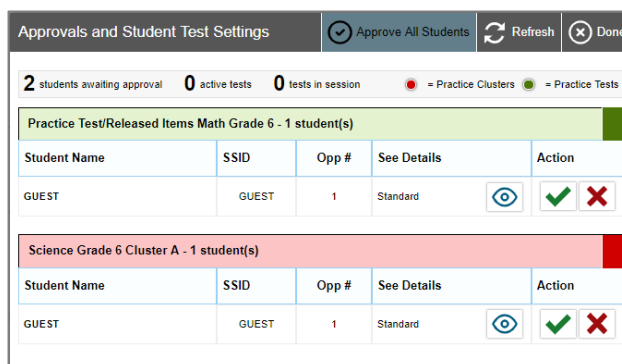 Approvals and Student Test Settings Approve All Students Refresh Done
2 students awaiting approval 0 active tests 0 tests in session = Practice Clusters = Practice Tests
Practice Test/Released Items Math Grade 6 - 1 student(s)
Student Name SSID Opp # See Details Action
GUEST GUEST 1 Standard
Science Grade 6 Cluster A - 1 student(s)
Student Name SSID Opp # See Details Action
GUEST GUEST 1 Standard